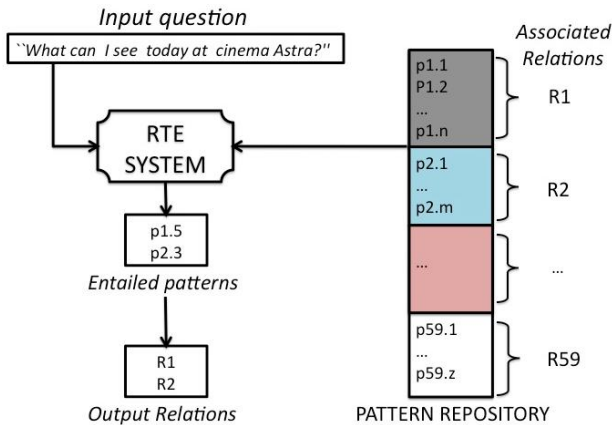 Input question
``What can I see today at cinema Astra?''
RTE
SYSTEM
p1.5
p2.3
Entailed patterns
R1
R2
Output Relations
p1.1
P1.2
...
p1.n
p2.1
...
p2.m
...
p59.1
...
p59.z
PATTERN REPOSITORY
Associated
Relations
R1
R2
...
R59